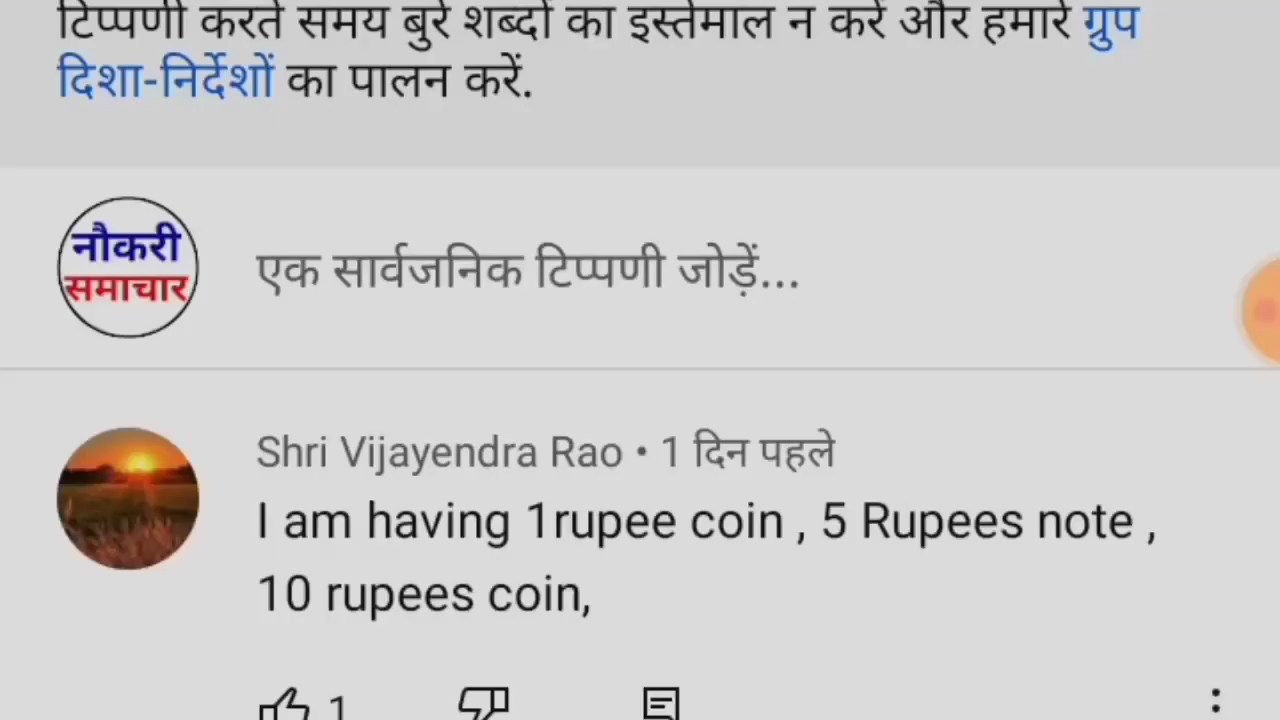 टिप्पणी करते समय बुरे शब्दों का इस्तेमाल न करें और हमारे ग्रुप
दिशा-निर्देशों का पालन करें.
नौकरी
समाचार
एक सार्वजनिक टिप्पणी जोड़ें...
Shri Vijayendra Rao • 1 दिन पहले
I am having 1rupee coin , 5 Rupees note ,
10 rupees coin,
1